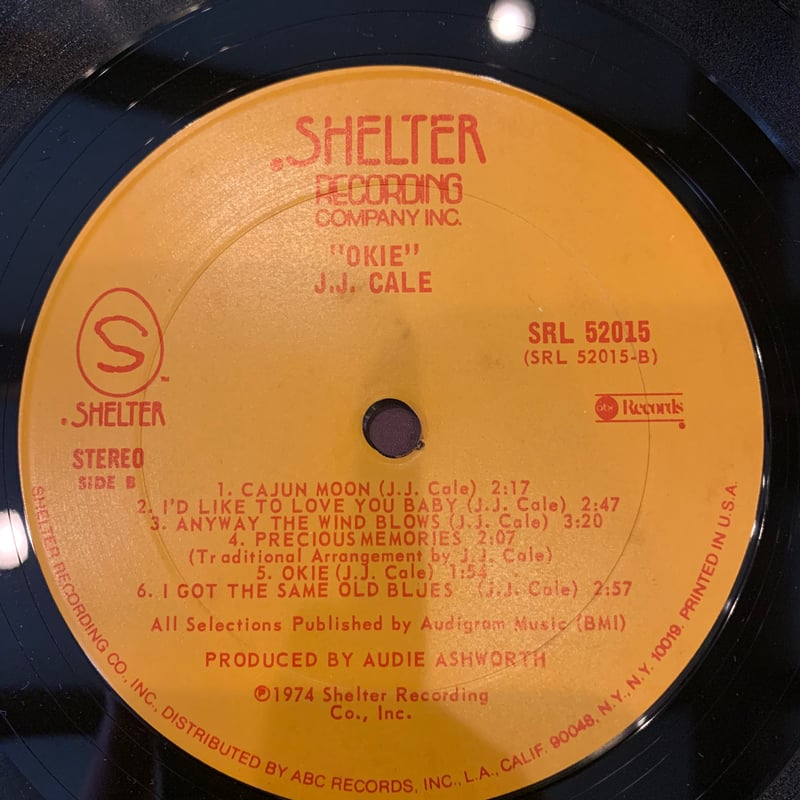 .SHELTER
RECORDING
COMPANY INC.
"OKIE"
J.J. CALE
S
TM
.SHELTER
STEREO
SIDE B
SRL 52015
(SRL 52015-B)
abc Records
1. CAJUN MOON (J.J. Cale) 2:17
2. I'D LIKE TO LOVE YOU BABY (J.J. Cale) 2:47
3. ANYWAY THE WIND BLOWS (J.J. Cale) 3:20
4. PRECIOUS MEMORIES 2:07
(Traditional Arrangement by J.J. Cale)
5. OKIE (J.J. Cale) 1:54
6. I GOT THE SAME OLD BLUES (J.J. Cale) 2:57
All Selections Published by Audigram Music (BMI)
PRODUCED BY AUDIE ASHWORTH
℗1974 Shelter Recording
Co., Inc.
SHELTER RECORDING CO., INC., DISTRIBUTED BY ABC RECORDS, INC., L.A., CALIF. 90048, N.Y., N.Y. 10019. PRINTED IN U.S.A.